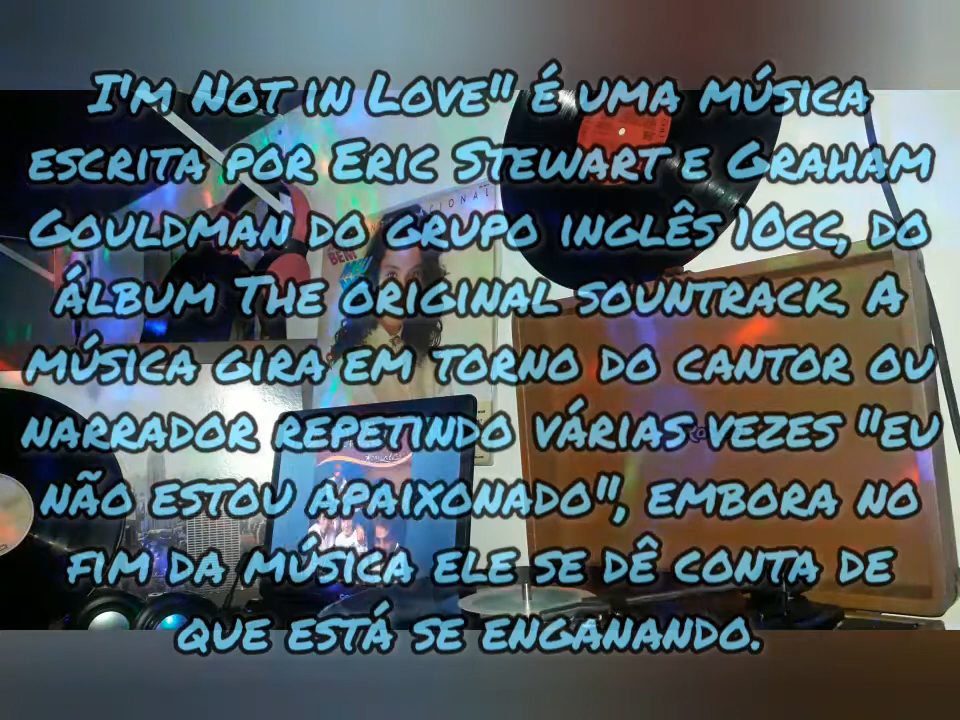 I'm Not in Love" é uma música
escrita por Eric Stewart e Graham
Gouldman do grupo inglês 10cc, do
álbum The original sountrack. A
música gira em torno do cantor ou
narrador repetindo várias vezes "eu
não estou apaixonado", embora no
fim da música ele se dê conta de
que está se enganando.